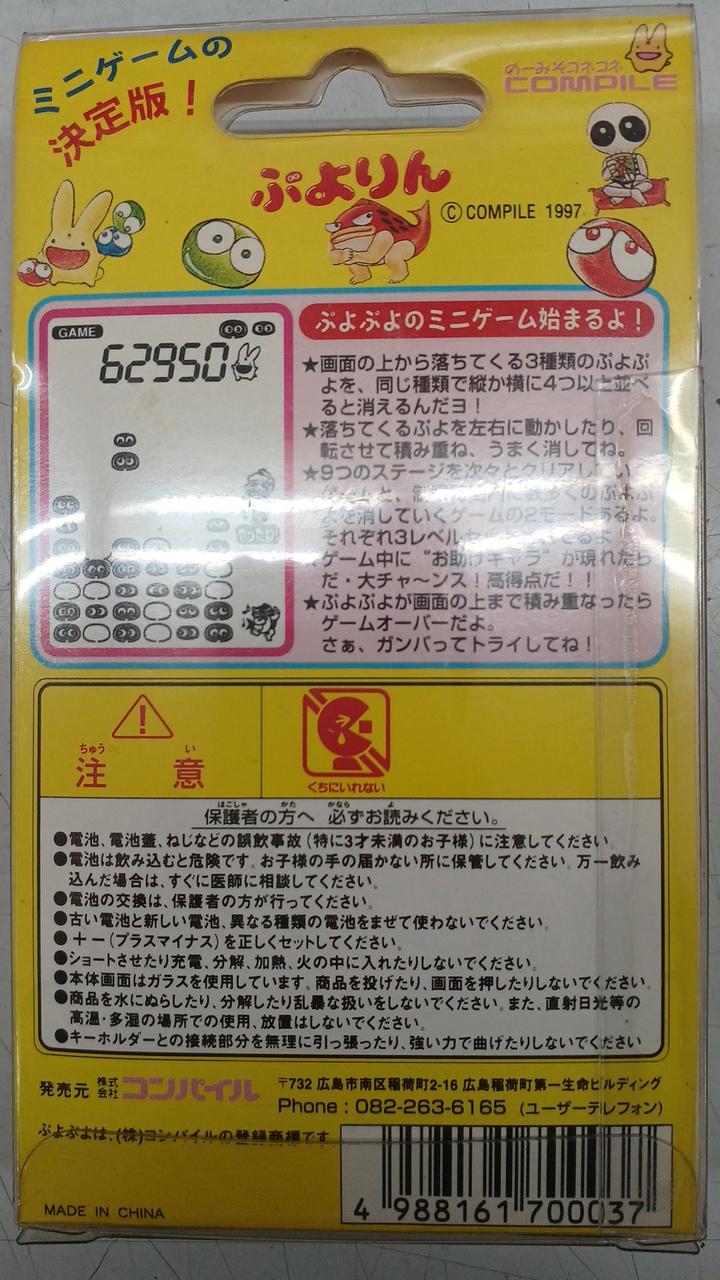 ミニゲームの
決定版！
めーみそコネコネ
COMPILE
ぷよりん
© COMPILE 1997
GAME
62950
ぷよぷよのミニゲーム始まるよ！
★画面の上から落ちてくる3種類のぷよぷ
よを、同じ種類で縦か横に4つ以上並べ
ると消えるんだヨ！
★落ちてくるぷよを左右に動かしたり、回
転させて積み重ね、うまく消してね。
★9つのステージを次々とクリアしてい
数多くのぷよぷ
よを消していくゲームの2モードあるよ。
それぞれ3レベル
ゲーム中に“お助けキャラ”が現れたら
だ・大チャ〜ンス！高得点だ！！
★ぷよぷよが画面の上まで積み重なったら
ゲームオーバーだよ。
さぁ、ガンバってトライしてね！
ちゅう い
注 意
くちにいれない
ほごしゃ かた かなら よ
保護者の方へ 必ずお読みください。
●電池、電池蓋、ねじなどの誤飲事故(特に3才未満のお子様)に注意してください。
●電池は飲み込むと危険です。お子様の手の届かない所に保管してください。万一飲み
込んだ場合は、すぐに医師に相談してください。
●電池の交換は、保護者の方が行ってください。
●古い電池と新しい電池、異なる種類の電池をまぜて使わないでください。
●＋－(プラスマイナス)を正しくセットしてください。
●ショートさせたり充電、分解、加熱、火の中に入れたりしないでください。
●本体画面はガラスを使用しています。商品を投げたり、画面を押したりしないでください。
●商品を水にぬらしたり、分解したり乱暴な扱いをしないでください。また、直射日光等の
高温・多湿の場所での使用、放置はしないでください。
●キーホルダーとの接続部分を無理に引っ張ったり、強い力で曲げたりしないでください
発売元 株式会社 コンパイル 〒732 広島市南区稲荷町2-16 広島稲荷町第一生命ビルディング
Phone : 082-263-6165 (ユーザーテレフォン)
ぷよぷよは、(株)コンパイルの登録商標です
MADE IN CHINA
4 988161 700037